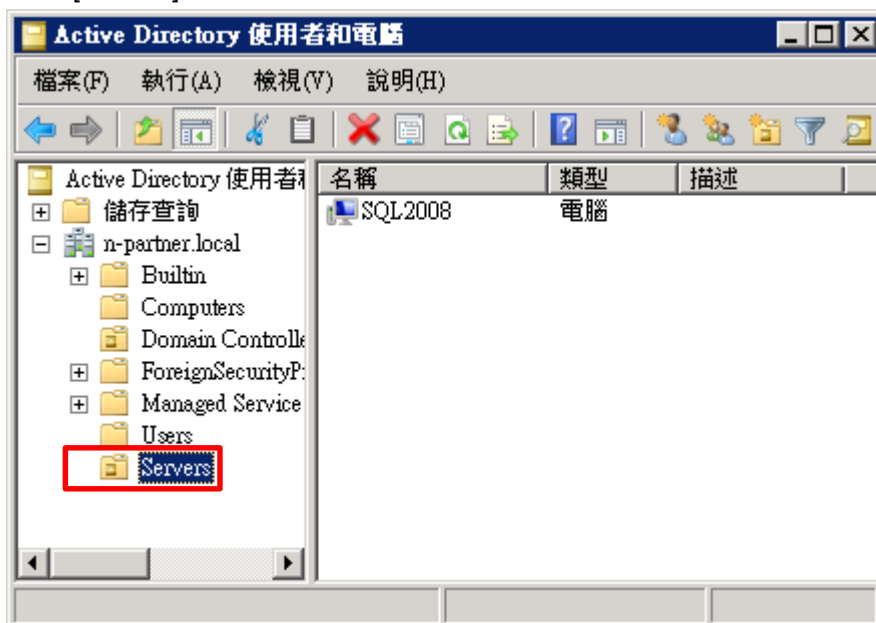 Active Directory 使用者和電腦
檔案(F) 執行(A) 檢視(V) 說明(H)
Active Directory 使用者
名稱 類型 描述
儲存查詢
SQL2008 電腦
n-partner.local
Builtin
Computers
Domain Controlle
ForeignSecurityP
Managed Service
Users
Servers